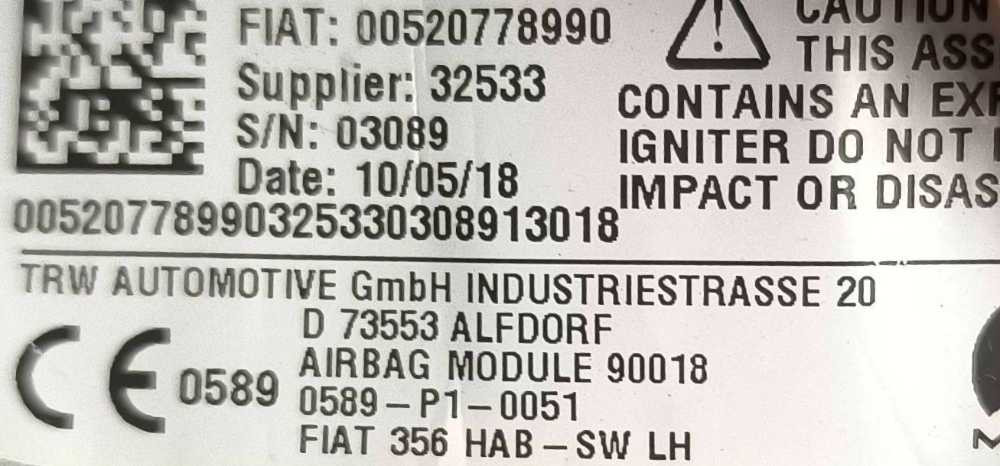 FIAT: 00520778990
Supplier: 32533
S/N: 03089
Date: 10/05/18
00520778990325330308913018
CAUTION
THIS ASS
CONTAINS AN EX
IGNITER DO NOT
IMPACT OR DISAS
TRW AUTOMOTIVE GmbH INDUSTRIESTRASSE 20
D 73553 ALFDORF
AIRBAG MODULE 90018
CE 0589
0589-P1-0051
FIAT 356 HAB-SW LH